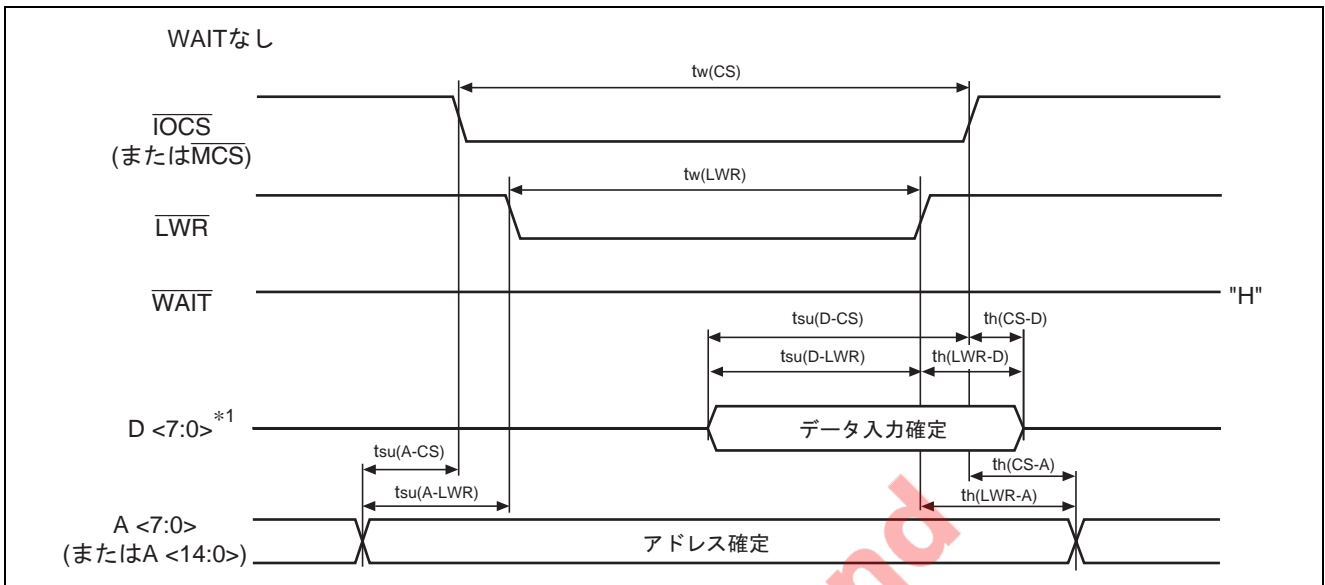 WAITなし
tw(CS)
IOCS
(またはMCS)
tw(LWR)
LWR
WAIT
"H"
tsu(D-CS)
th(CS-D)
tsu(D-LWR)
th(LWR-D)
D <7:0>*1
データ入力確定
tsu(A-CS)
th(CS-A)
tsu(A-LWR)
th(LWR-A)
A <7:0>
(またはA <14:0>)
アドレス確定